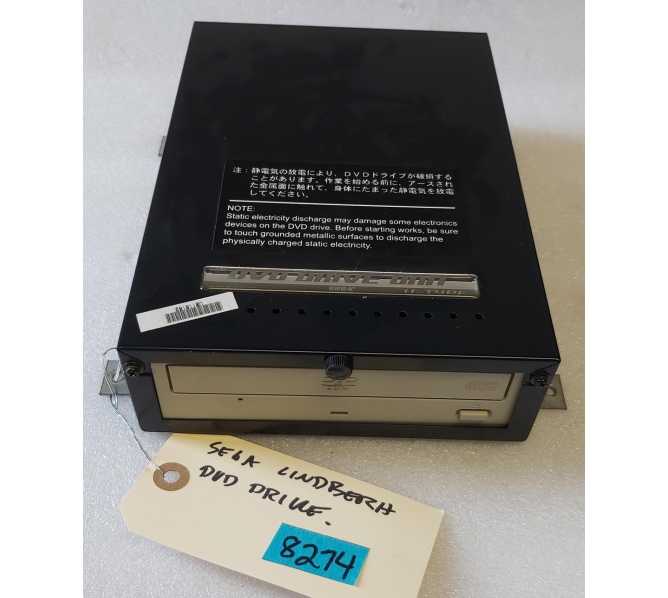 注:静電気の放電により、DVDドライブが破損する
ことがあります。作業を始める前に、アースされ
た金属面に触れて、身体にたまった静電気を放電
してください。
NOTE:
Static electricity discharge may damage some electronics
devices on the DVD drive. Before starting works, be sure
to touch grounded metallic surfaces to discharge the
physically charged static electricity.
DVD DRIVE UNIT
SEGA
SEGA LINDBERGH
DVD DRIVE.
8274